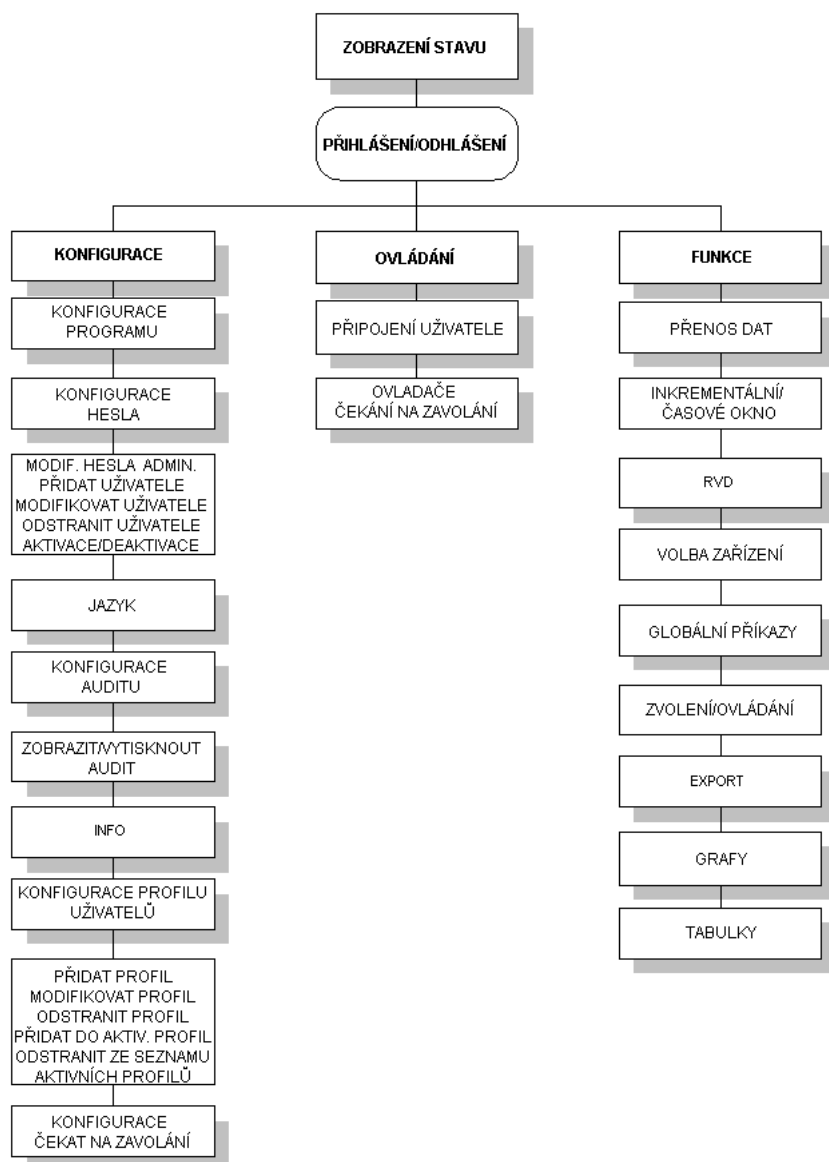 ZOBRAZENÍ STAVU
PŘIHLÁŠENÍ/ODHLÁŠENÍ
KONFIGURACE
KONFIGURACE
PROGRAMU
KONFIGURACE
HESLA
MODIF. HESLA ADMIN.
PŘIDAT UŽIVATELE
MODIFIKOVAT UŽIVATELE
ODSTRANIT UŽIVATELE
AKTIVACE/DEAKTIVACE
JAZYK
KONFIGURACE
AUDITU
ZOBRAZIT/VYTISKNOUT
AUDIT
INFO
KONFIGURACE PROFILU
UŽIVATELŮ
PŘIDAT PROFIL
MODIFIKOVAT PROFIL
ODSTRANIT PROFIL
PŘIDAT DO AKTIV. PROFIL
ODSTRANIT ZE SEZNAMU
AKTIVNÍCH PROFILŮ
KONFIGURACE
ČEKAT NA ZAVOLÁNÍ
OVLÁDÁNÍ
PŘIPOJENÍ UŽIVATELE
OVLADAČE
ČEKÁNÍ NA ZAVOLÁNÍ
FUNKCE
PŘENOS DAT
INKREMENTÁLNÍ/
ČASOVÉ OKNO
RVD
VOLBA ZAŘÍZENÍ
GLOBÁLNÍ PŘÍKAZY
ZVOLENÍ/OVLÁDÁNÍ
EXPORT
GRAFY
TABULKY